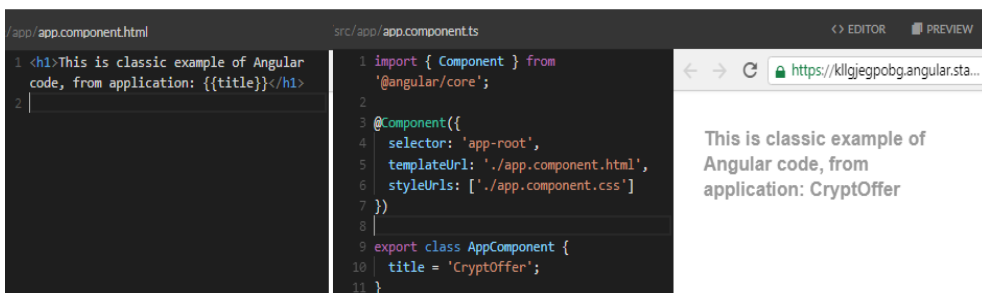 /app/app.component.html
1 <h1>This is classic example of Angular
code, from application: {{title}}</h1>
2
src/app/app.component.ts
1 import { Component } from
'@angular/core';
2
3 @Component({
4 selector: 'app-root',
5 templateUrl: './app.component.html',
6 styleUrls: ['./app.component.css']
7 })
8
9 export class AppComponent {
10 title = 'CryptOffer';
11 }
<> EDITOR PREVIEW
https://kllgjegpobg.angular.sta...
This is classic example of
Angular code, from
application: CryptOffer